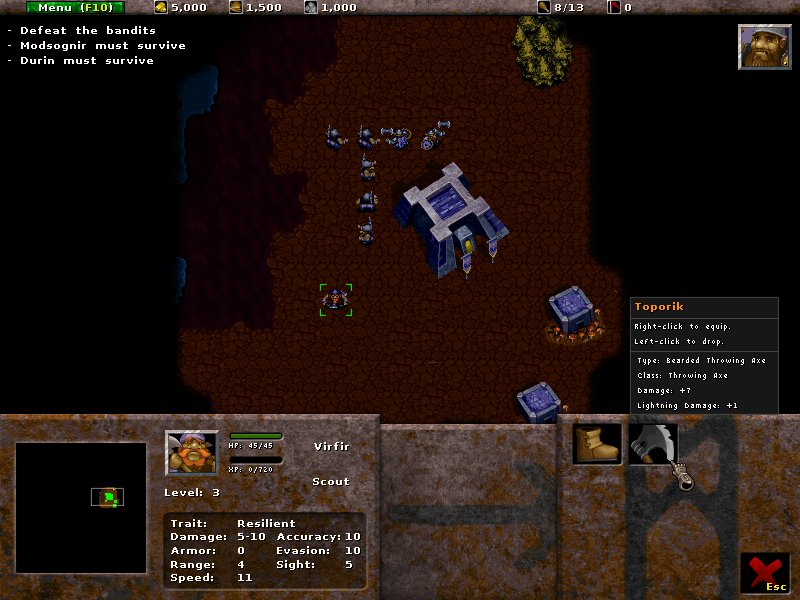 Menu (F10) 5,000 1,500 1,000 8/13 0
- Defeat the bandits
- Modsognir must survive
- Durin must survive
Toporik
Right-click to equip.
Left-click to drop.
Type: Bearded Throwing Axe
Class: Throwing Axe
Damage: +7
Lightning Damage: +1
HP: 45/45 Virfir
XP: 0/720
Scout
Level: 3
Trait: Resilient
Damage: 5-10 Accuracy: 10
Armor: 0 Evasion: 10
Range: 4 Sight: 5
Speed: 11
Esc